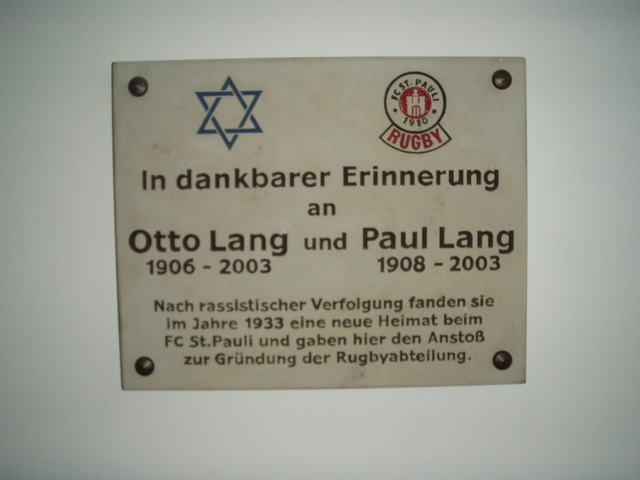 FC ST. PAULI
1910
RUGBY
In dankbarer Erinnerung
an
Otto Lang und Paul Lang
1906 - 2003 1908 - 2003
Nach rassistischer Verfolgung fanden sie
im Jahre 1933 eine neue Heimat beim
FC St.Pauli und gaben hier den Anstoß
zur Gründung der Rugbyabteilung.